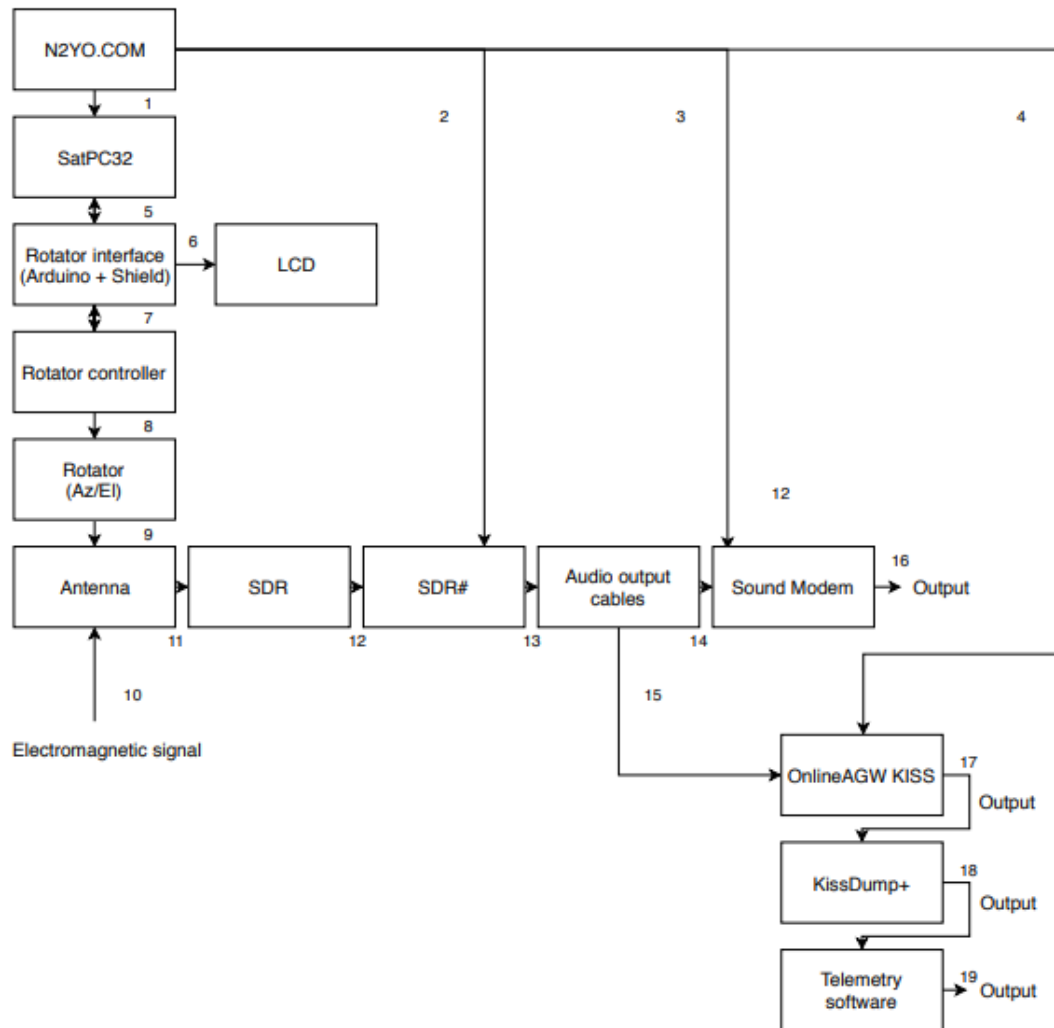 N2YO.COM
1
2
3
4
SatPC32
5
Rotator interface
(Arduino + Shield)
6
LCD
7
Rotator controller
8
Rotator
(Az/El)
9
12
Antenna
SDR
SDR#
Audio output
cables
Sound Modem
16
Output
11
12
13
14
10
15
Electromagnetic signal
OnlineAGW KISS
17
Output
KissDump+
18
Output
Telemetry
software
19
Output